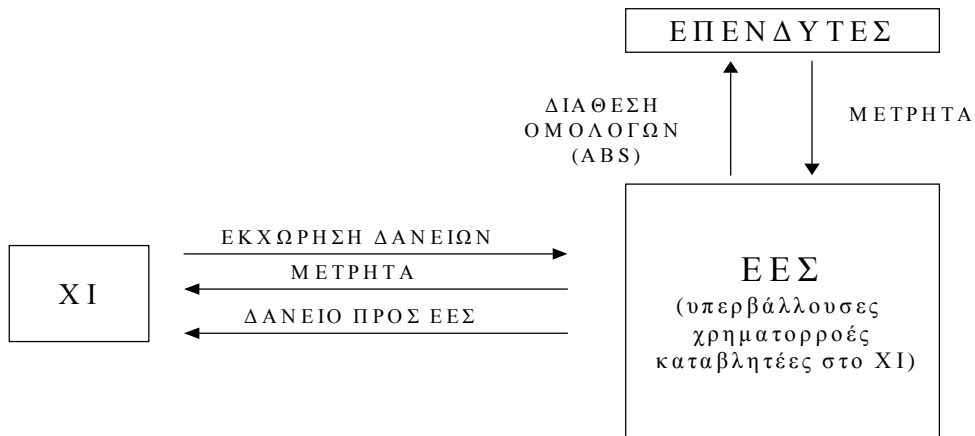 ΕΠΕΝΔΥΤΕΣ
ΔΙΑΘΕΣΗ
ΟΜΟΛΟΓΩΝ
(ABS)
ΜΕΤΡΗΤΑ
ΕΚΧΩΡΗΣΗ ΔΑΝΕΙΩΝ
ΜΕΤΡΗΤΑ
ΔΑΝΕΙΟ ΠΡΟΣ ΕΕΣ
ΧΙ
ΕΕΣ
(υπερβάλλουσες
χρηματορροές
καταβλητέες στο ΧΙ)